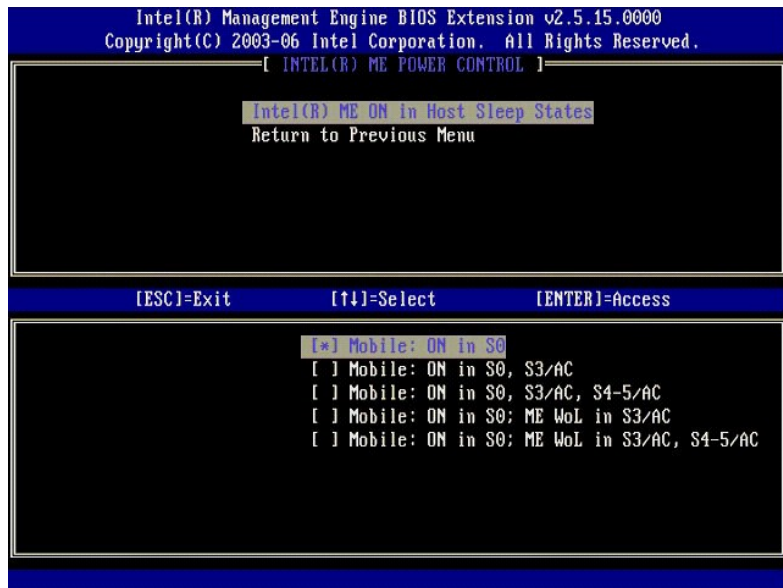 Intel(R) Management Engine BIOS Extension v2.5.15.0000
Copyright(C) 2003-06 Intel Corporation. All Rights Reserved.
[ INTEL(R) ME POWER CONTROL ]
Intel(R) ME ON in Host Sleep States
Return to Previous Menu
[ESC]=Exit [↑↓]=Select [ENTER]=Access
[*] Mobile: ON in S0
[ ] Mobile: ON in S0, S3/AC
[ ] Mobile: ON in S0, S3/AC, S4-5/AC
[ ] Mobile: ON in S0; ME WoL in S3/AC
[ ] Mobile: ON in S0; ME WoL in S3/AC, S4-5/AC